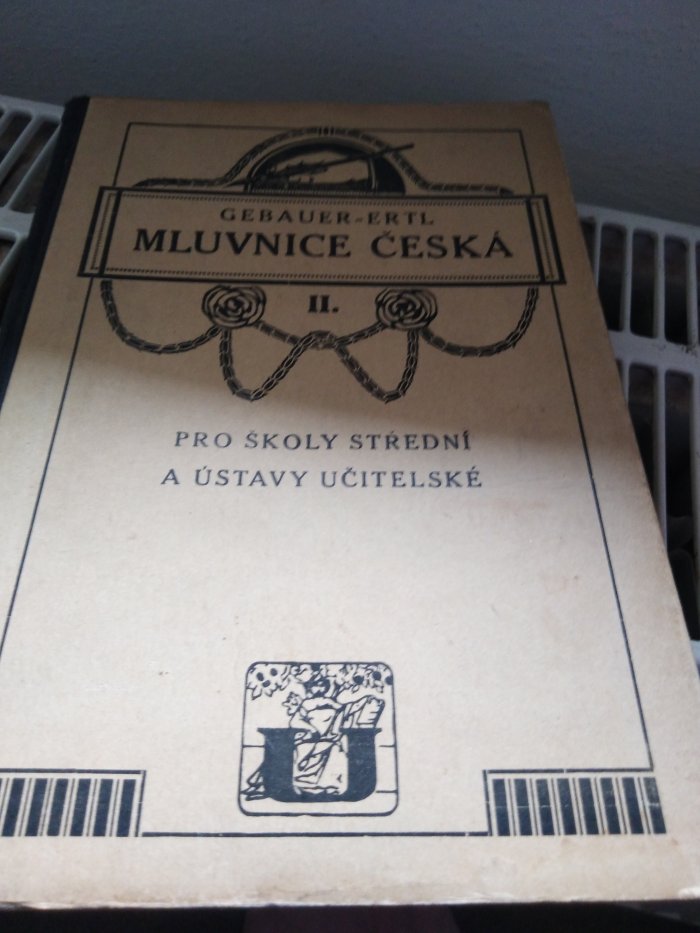 GEBAUER-ERTL
MLUVNICE ČESKÁ
II.
PRO ŠKOLY STŘEDNÍ
A ÚSTAVY UČITELSKÉ
U